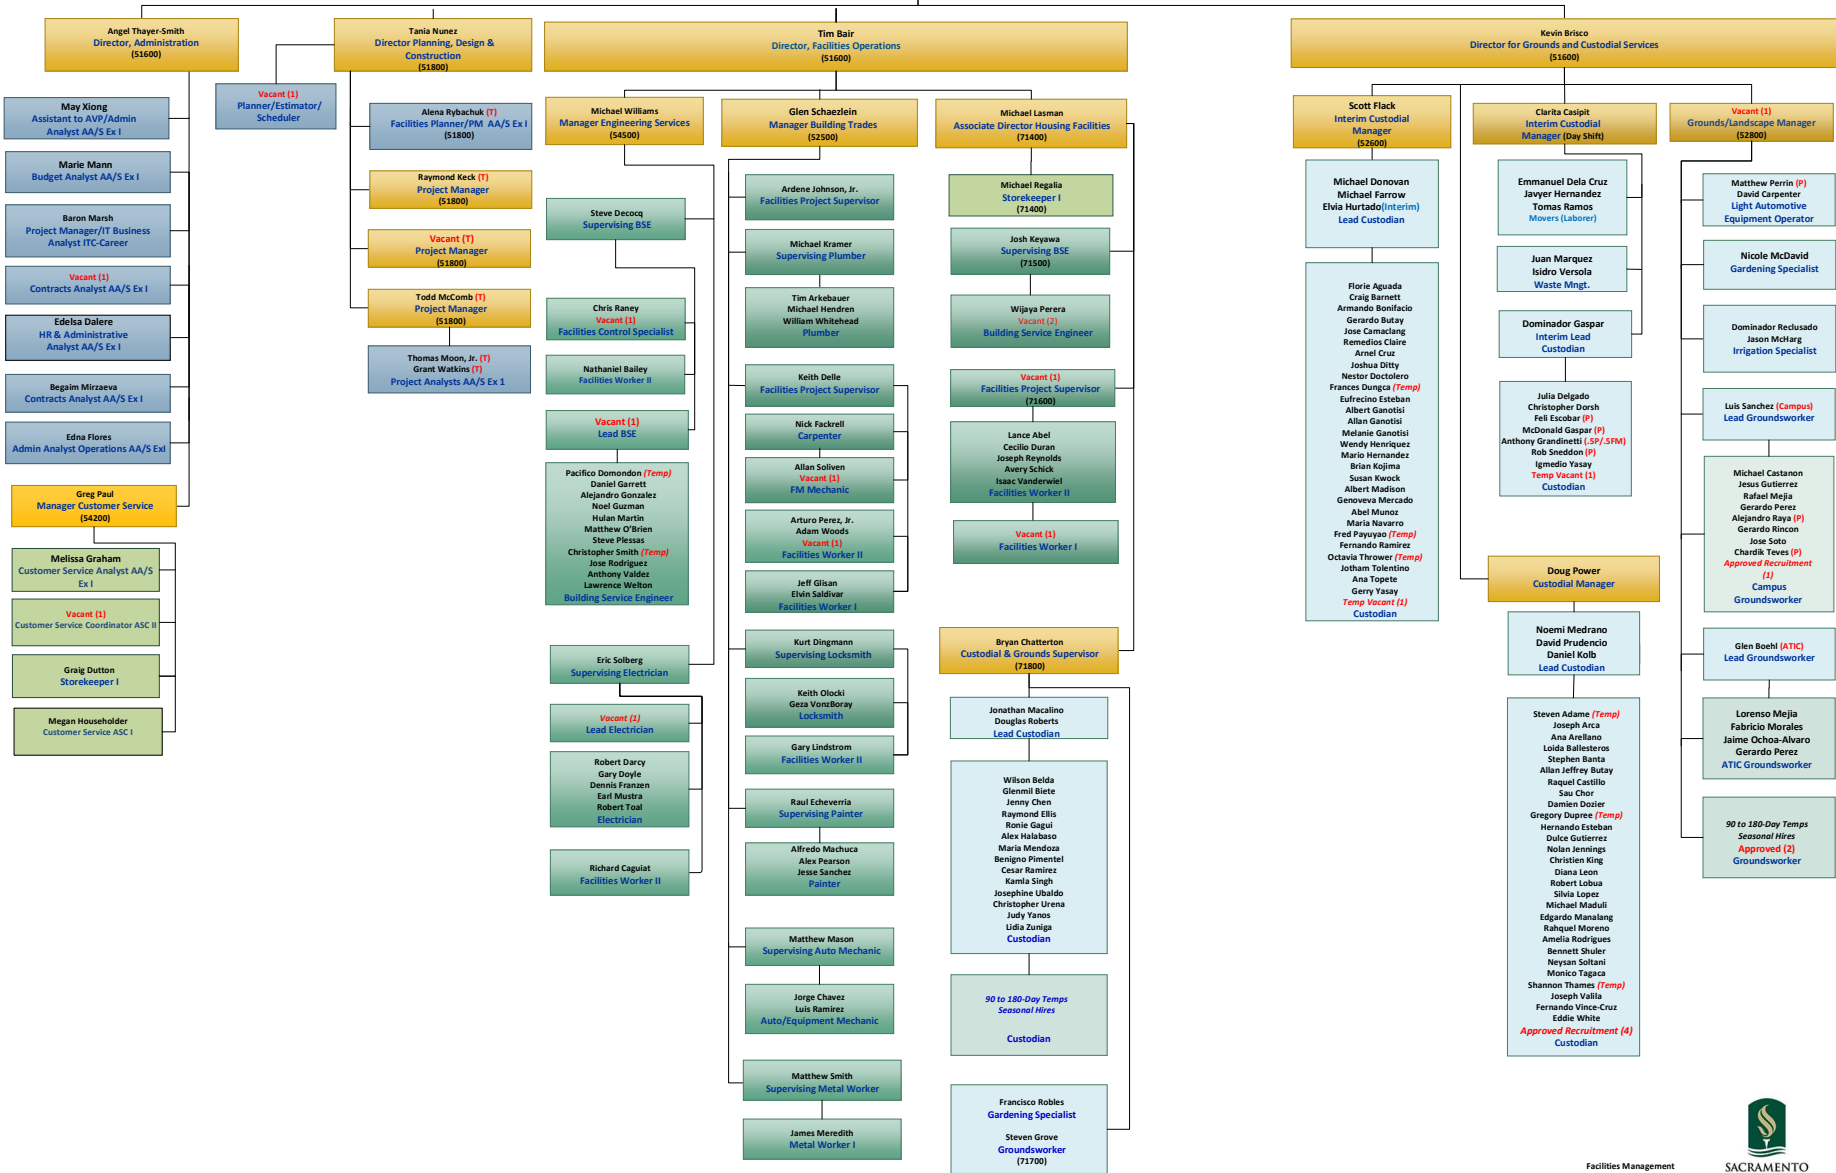 Angel Thayer-Smith
Director, Administration
(51600)
May Xiong
Assistant to AVP/Admin
Analyst AA/S Ex I
Marie Mann
Budget Analyst AA/S Ex I
Baron Marsh
Project Manager/IT Business
Analyst ITC-Career
Vacant (1)
Contracts Analyst AA/S Ex I
Edelsa Dalere
HR & Administrative
Analyst AA/S Ex I
Begaim Mirzaeva
Contracts Analyst AA/S Ex I
Edna Flores
Admin Analyst Operations AA/S ExI
Greg Paul
Manager Customer Service
(54200)
Melissa Graham
Customer Service Analyst AA/S
Ex I
Vacant (1)
Customer Service Coordinator ASC II
Graig Dutton
Storekeeper I
Megan Householder
Customer Service ASC I
Tania Nunez
Director Planning, Design &
Construction
(51800)
Vacant (1)
Planner/Estimator/
Scheduler
Alena Rybachuk (T)
Facilities Planner/PM AA/S Ex I
(51800)
Raymond Keck (T)
Project Manager
(51800)
Vacant (T)
Project Manager
(51800)
Todd McComb (T)
Project Manager
(51800)
Thomas Moon, Jr. (T)
Grant Watkins (T)
Project Analysts AA/S Ex 1
Tim Bair
Director, Facilities Operations
(51600)
Michael Williams
Manager Engineering Services
(54500)
Steve Decocq
Supervising BSE
Chris Raney
Vacant (1)
Facilities Control Specialist
Nathaniel Bailey
Facilities Worker II
Vacant (1)
Lead BSE
Pacifico Domondon (Temp)
Daniel Garrett
Alejandro Gonzalez
Noel Guzman
Hulan Martin
Matthew O'Brien
Steve Plessas
Christopher Smith (Temp)
Jose Rodriguez
Anthony Valdez
Lawrence Welton
Building Service Engineer
Eric Solberg
Supervising Electrician
Vacant (1)
Lead Electrician
Robert Darcy
Gary Doyle
Dennis Franzen
Earl Mustra
Robert Toal
Electrician
Richard Caguiat
Facilities Worker II
Glen Schaezlein
Manager Building Trades
(52500)
Ardene Johnson, Jr.
Facilities Project Supervisor
Michael Kramer
Supervising Plumber
Tim Arkebauer
Michael Hendren
William Whitehead
Plumber
Keith Delle
Facilities Project Supervisor
Nick Fackrell
Carpenter
Allan Soliven
Vacant (1)
FM Mechanic
Arturo Perez, Jr.
Adam Woods
Vacant (1)
Facilities Worker II
Jeff Glisan
Elvin Saldivar
Facilities Worker I
Kurt Dingmann
Supervising Locksmith
Keith Olocki
Geza VonzBoray
Locksmith
Gary Lindstrom
Facilities Worker II
Raul Echeverria
Supervising Painter
Alfredo Machuca
Alex Pearson
Jesse Sanchez
Painter
Matthew Mason
Supervising Auto Mechanic
Jorge Chavez
Luis Ramirez
Auto/Equipment Mechanic
Matthew Smith
Supervising Metal Worker
James Meredith
Metal Worker I
Michael Lasman
Associate Director Housing Facilities
(71400)
Michael Regalia
Storekeeper I
(71400)
Josh Keyawa
Supervising BSE
(71500)
Wijaya Perera
Vacant (2)
Building Service Engineer
Vacant (1)
Facilities Project Supervisor
(71600)
Lance Abel
Cecilio Duran
Joseph Reynolds
Avery Schick
Isaac Vanderwiel
Facilities Worker II
Vacant (1)
Facilities Worker I
Bryan Chatterton
Custodial & Grounds Supervisor
(71800)
Jonathan Macalino
Douglas Roberts
Lead Custodian
Wilson Belda
Glenmil Biete
Jenny Chen
Raymond Ellis
Ronie Gagui
Alex Halabaso
Maria Mendoza
Benigno Pimentel
Cesar Ramirez
Kamla Singh
Josephine Ubaldo
Christopher Urena
Judy Yanos
Lidia Zuniga
Custodian
90 to 180-Day Temps
Seasonal Hires
Custodian
Francisco Robles
Gardening Specialist
Steven Grove
Groundsworker
(71700)
Kevin Brisco
Director for Grounds and Custodial Services
(51600)
Scott Flack
Interim Custodial
Manager
(52600)
Michael Donovan
Michael Farrow
Elvia Hurtado(Interim)
Lead Custodian
Florie Aguada
Craig Barnett
Armando Bonifacio
Gerardo Butay
Jose Camaclang
Remedios Claire
Arnel Cruz
Joshua Ditty
Nestor Doctolero
Frances Dungca (Temp)
Eufrecino Esteban
Albert Ganotisi
Allan Ganotisi
Melanie Ganotisi
Wendy Henriquez
Mario Hernandez
Brian Kojima
Susan Kwock
Albert Madison
Genoveva Mercado
Abel Munoz
Maria Navarro
Fred Payuyao (Temp)
Fernando Ramirez
Octavia Thrower (Temp)
Jotham Tolentino
Ana Topete
Gerry Yasay
Temp Vacant (1)
Custodian
Clarita Casipit
Interim Custodial
Manager (Day Shift)
Emmanuel Dela Cruz
Javyer Hernandez
Tomas Ramos
Movers (Laborer)
Juan Marquez
Isidro Versola
Waste Mngt.
Dominador Gaspar
Interim Lead
Custodian
Julia Delgado
Christopher Dorsh
Feli Escobar (P)
McDonald Gaspar (P)
Anthony Grandinetti (.5P/.5FM)
Rob Sneddon (P)
Igmedio Yasay
Temp Vacant (1)
Custodian
Doug Power
Custodial Manager
Noemi Medrano
David Prudencio
Daniel Kolb
Lead Custodian
Steven Adame (Temp)
Joseph Arca
Ana Arellano
Loida Ballesteros
Stephen Banta
Allan Jeffrey Butay
Raquel Castillo
Sau Chor
Damien Dozier
Gregory Dupree (Temp)
Hernando Esteban
Dulce Gutierrez
Nolan Jennings
Christien King
Diana Leon
Robert Lobua
Silvia Lopez
Michael Maduli
Edgardo Manalang
Rahquel Moreno
Amelia Rodrigues
Bennett Shuler
Neysan Soltani
Monico Tagaca
Shannon Thames (Temp)
Joseph Valila
Fernando Vince-Cruz
Eddie White
Approved Recruitment (4)
Custodian
Vacant (1)
Grounds/Landscape Manager
(52800)
Matthew Perrin (P)
David Carpenter
Light Automotive
Equipment Operator
Nicole McDavid
Gardening Specialist
Dominador Reclusado
Jason McHarg
Irrigation Specialist
Luis Sanchez (Campus)
Lead Groundsworker
Michael Castanon
Jesus Gutierrez
Rafael Mejia
Gerardo Perez
Alejandro Raya (P)
Gerardo Rincon
Jose Soto
Chardik Teves (P)
Approved Recruitment
(1)
Campus
Groundsworker
Glen Boehl (ATIC)
Lead Groundsworker
Lorenso Mejia
Fabricio Morales
Jaime Ochoa-Alvaro
Gerardo Perez
ATIC Groundsworker
90 to 180-Day Temps
Seasonal Hires
Approved (2)
Groundsworker
Facilities Management
SACRAMENTO